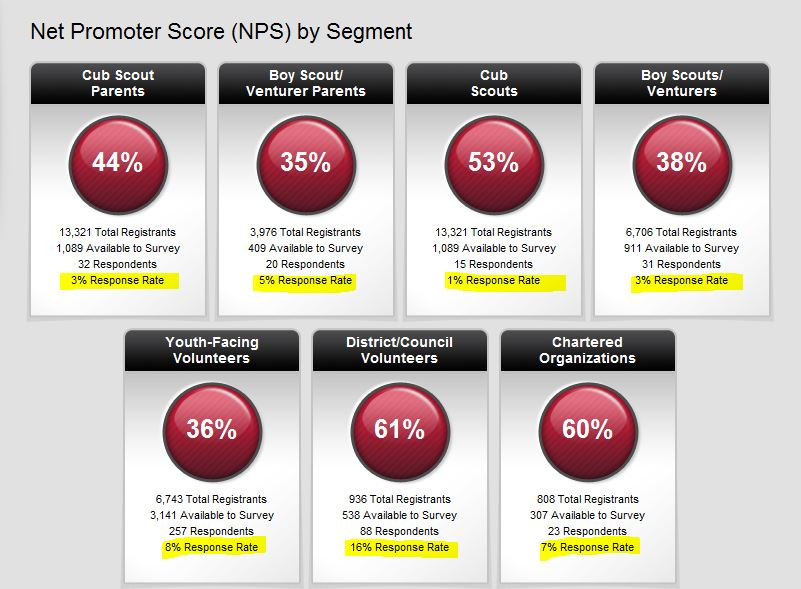 Net Promoter Score (NPS) by Segment
Cub Scout
Parents
44%
13,321 Total Registrants
1,089 Available to Survey
32 Respondents
3% Response Rate
Boy Scout/
Venturer Parents
35%
3,976 Total Registrants
409 Available to Survey
20 Respondents
5% Response Rate
Cub
Scouts
53%
13,321 Total Registrants
1,089 Available to Survey
15 Respondents
1% Response Rate
Boy Scouts/
Venturers
38%
6,706 Total Registrants
911 Available to Survey
31 Respondents
3% Response Rate
Youth-Facing
Volunteers
36%
6,743 Total Registrants
3,141 Available to Survey
257 Respondents
8% Response Rate
District/Council
Volunteers
61%
936 Total Registrants
538 Available to Survey
88 Respondents
16% Response Rate
Chartered
Organizations
60%
808 Total Registrants
307 Available to Survey
23 Respondents
7% Response Rate